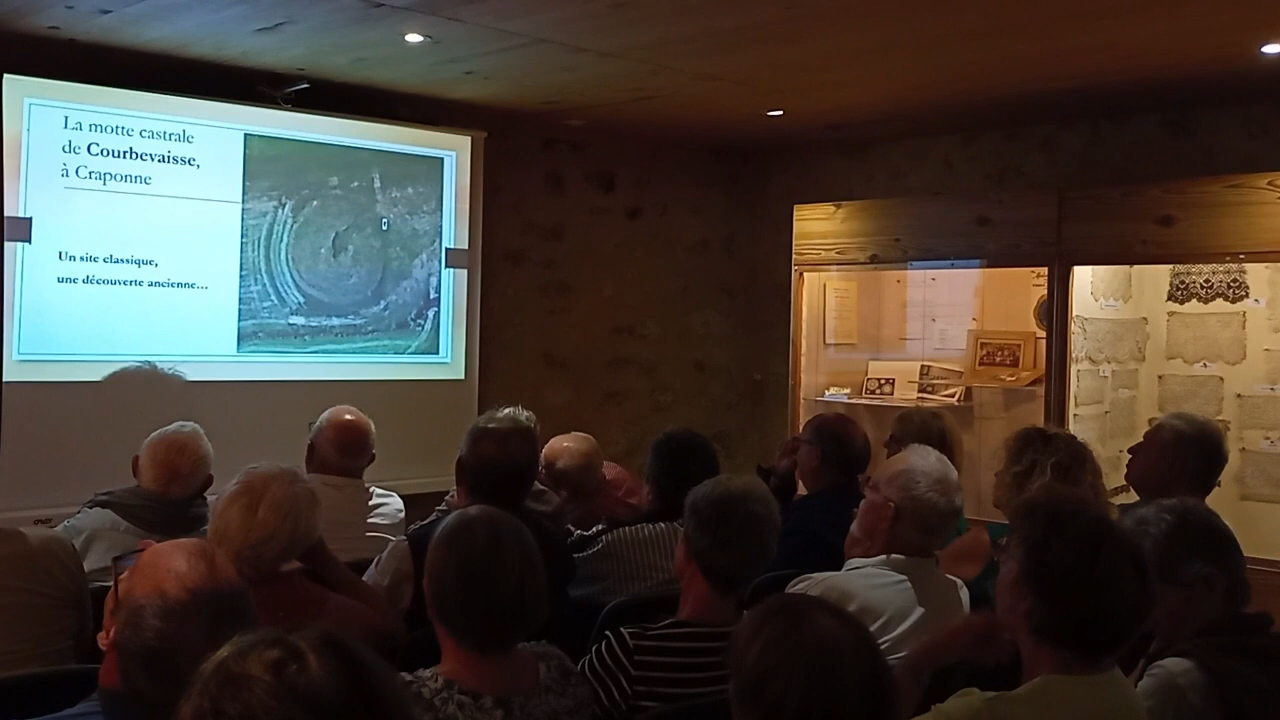 La motte castrale
de Courbevaisse,
à Craponne
Un site classique,
une découverte ancienne...